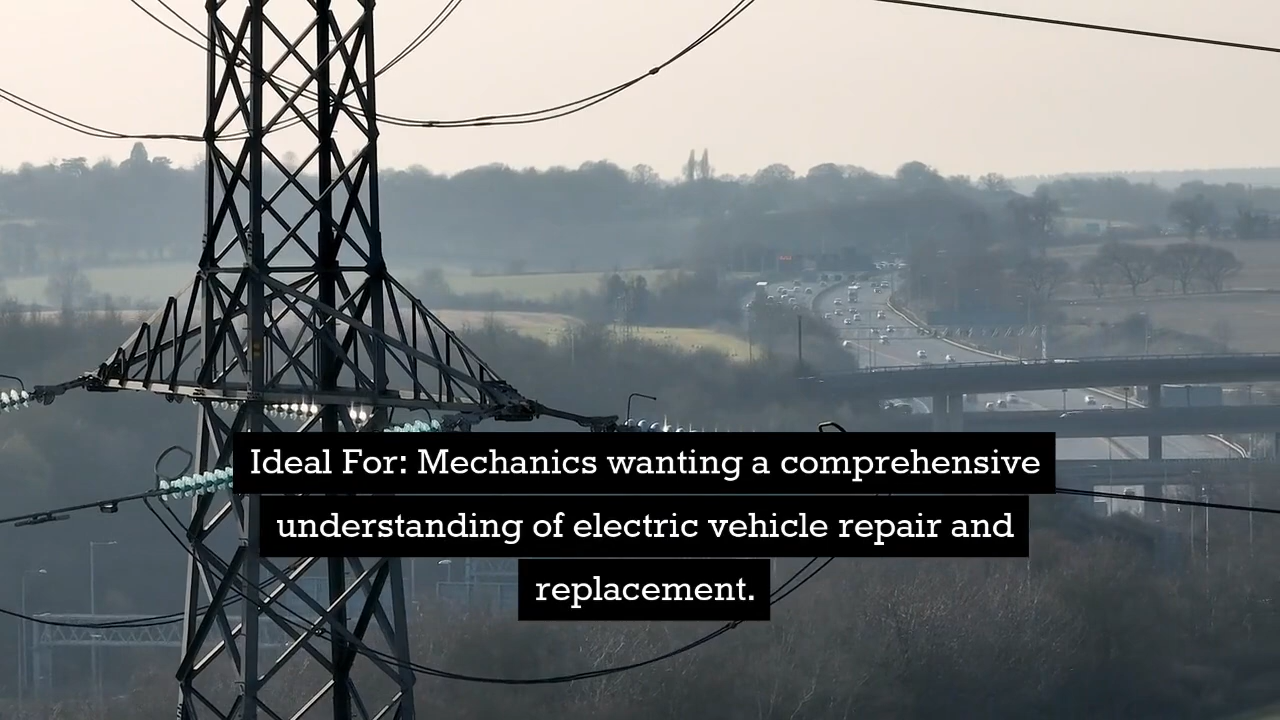 Ideal For: Mechanics wanting a comprehensive
understanding of electric vehicle repair and
replacement.